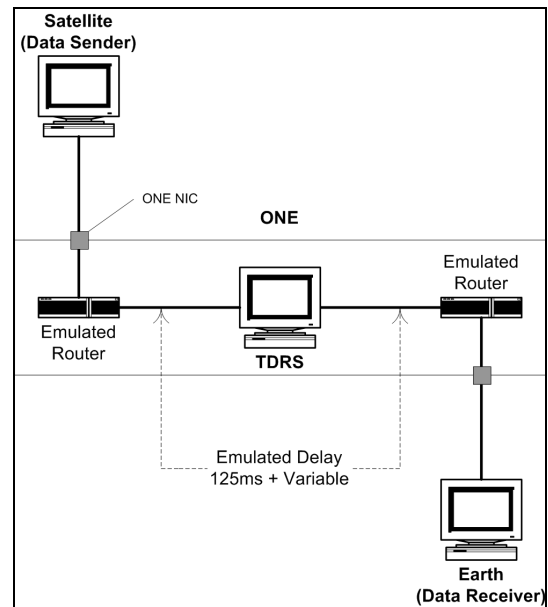 Satellite
(Data Sender)
ONE NIC
ONE
Emulated
Router
Emulated
Router
TDRS
Emulated Delay
125ms + Variable
Earth
(Data Receiver)